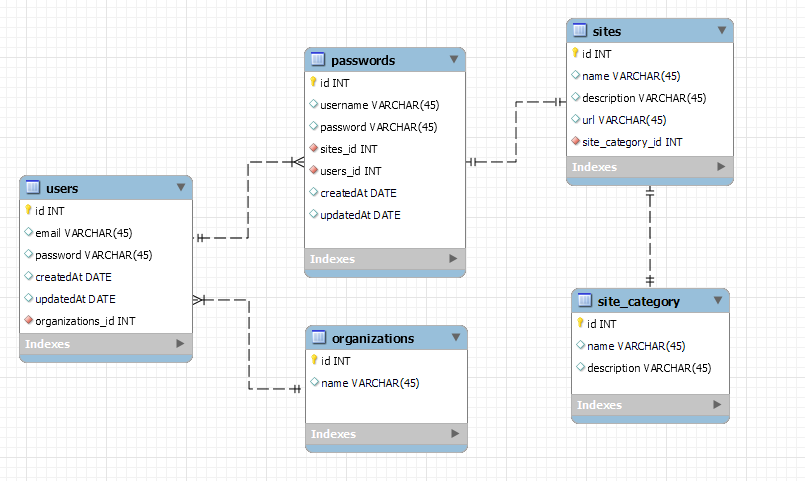 sites
id INT
name VARCHAR(45)
description VARCHAR(45)
url VARCHAR(45)
site_category_id INT
Indexes
passwords
id INT
username VARCHAR(45)
password VARCHAR(45)
sites_id INT
users_id INT
createdAt DATE
updatedAt DATE
Indexes
users
id INT
email VARCHAR(45)
password VARCHAR(45)
createdAt DATE
updatedAt DATE
organizations_id INT
Indexes
organizations
id INT
name VARCHAR(45)
Indexes
site_category
id INT
name VARCHAR(45)
description VARCHAR(45)
Indexes